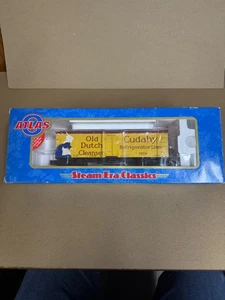 ATLAS
Old
Dutch
Cleanser
Cudahy
Refrigerator Line
Steam Era Classics